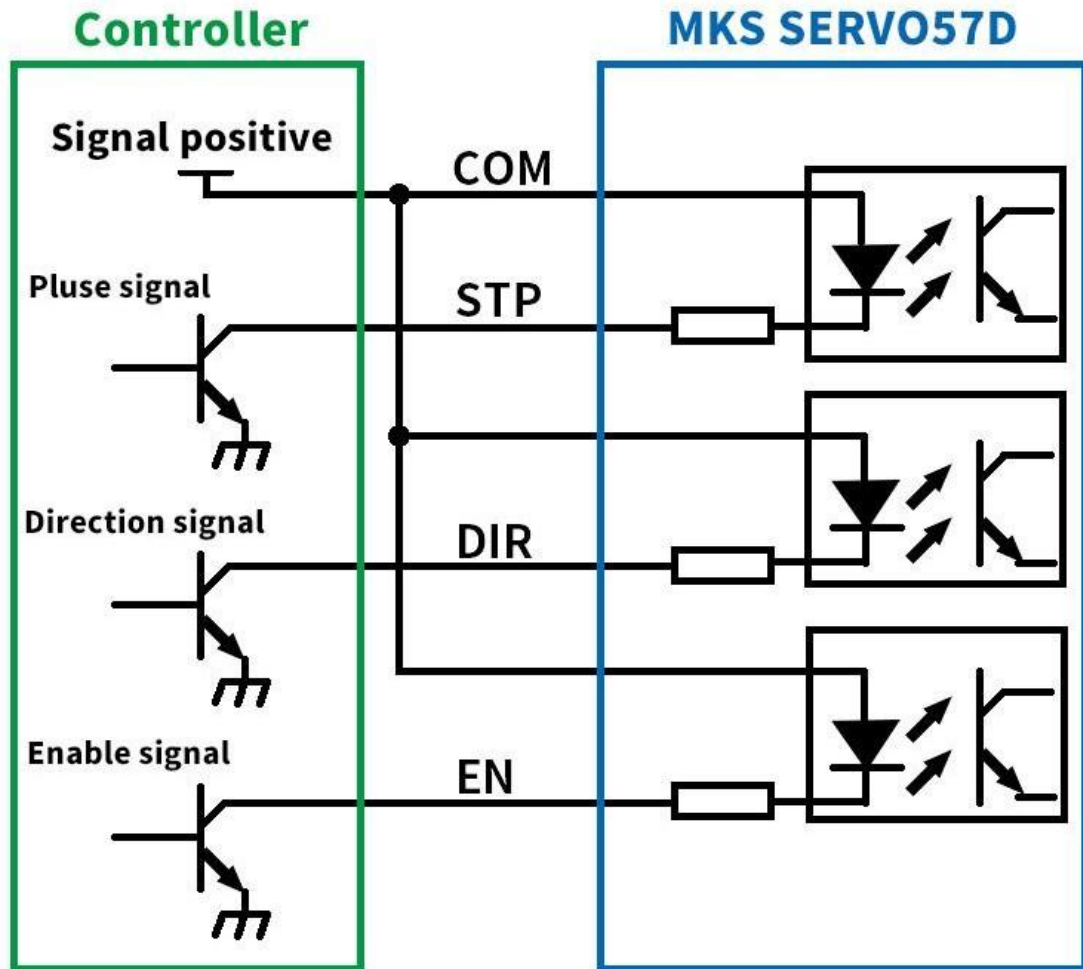 Controller
MKS SERVO57D
Signal positive
COM
Pluse signal
STP
Direction signal
DIR
Enable signal
EN